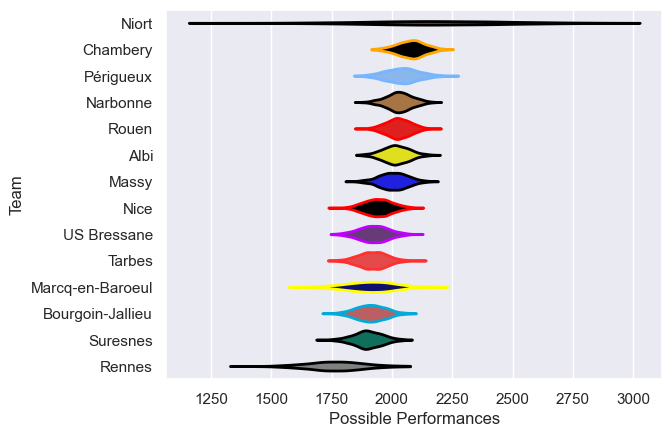 Niort
Chambery
Périgueux
Narbonne
Rouen
Albi
Massy
Nice
US Bressane
Tarbes
Marcq-en-Baroeul
Bourgoin-Jallieu
Suresnes
Rennes
Team
1250 1500 1750 2000 2250 2500 2750 3000
Possible Performances